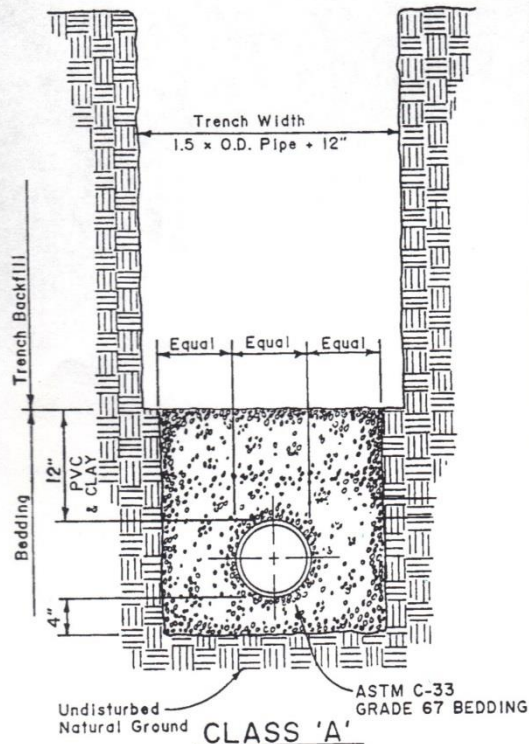 Trench Width
1.5 x O.D. Pipe + 12"
Trench Backfill
Equal
Equal
Equal
Bedding
12"
PVC
& CLAY
4"
Undisturbed
Natural Ground
ASTM C-33
GRADE 67 BEDDING
CLASS 'A'